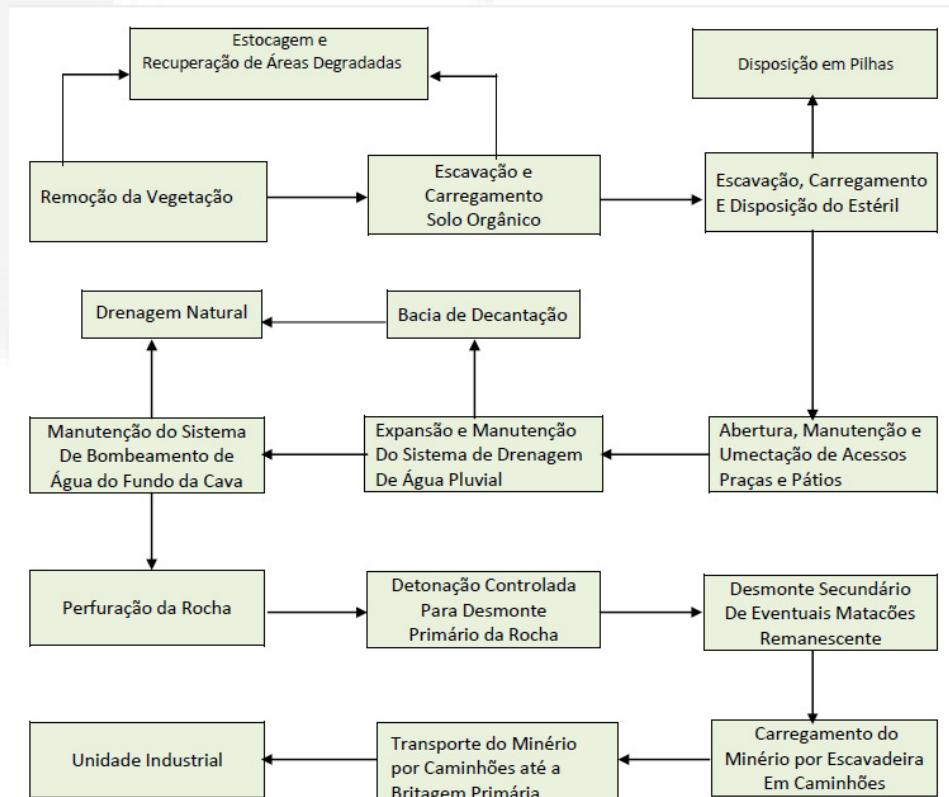 Estocagem e
Recuperação de Áreas Degradadas
Disposição em Pilhas
Remoção da Vegetação
Escavação e
Carregamento
Solo Orgânico
Escavação, Carregamento
E Disposição do Estéril
Drenagem Natural
Bacia de Decantação
Manutenção do Sistema
De Bombeamento de
Água do Fundo da Cava
Expansão e Manutenção
Do Sistema de Drenagem
De Água Pluvial
Abertura, Manutenção e
Umectação de Acessos
Praças e Pátios
Perfuração da Rocha
Detonação Controlada
Para Desmonte
Primário da Rocha
Desmonte Secundário
De Eventuais Matacões
Remanescente
Unidade Industrial
Transporte do Minério
por Caminhões até a
Britagem Primária
Carregamento do
Minério por Escavadeira
Em Caminhões